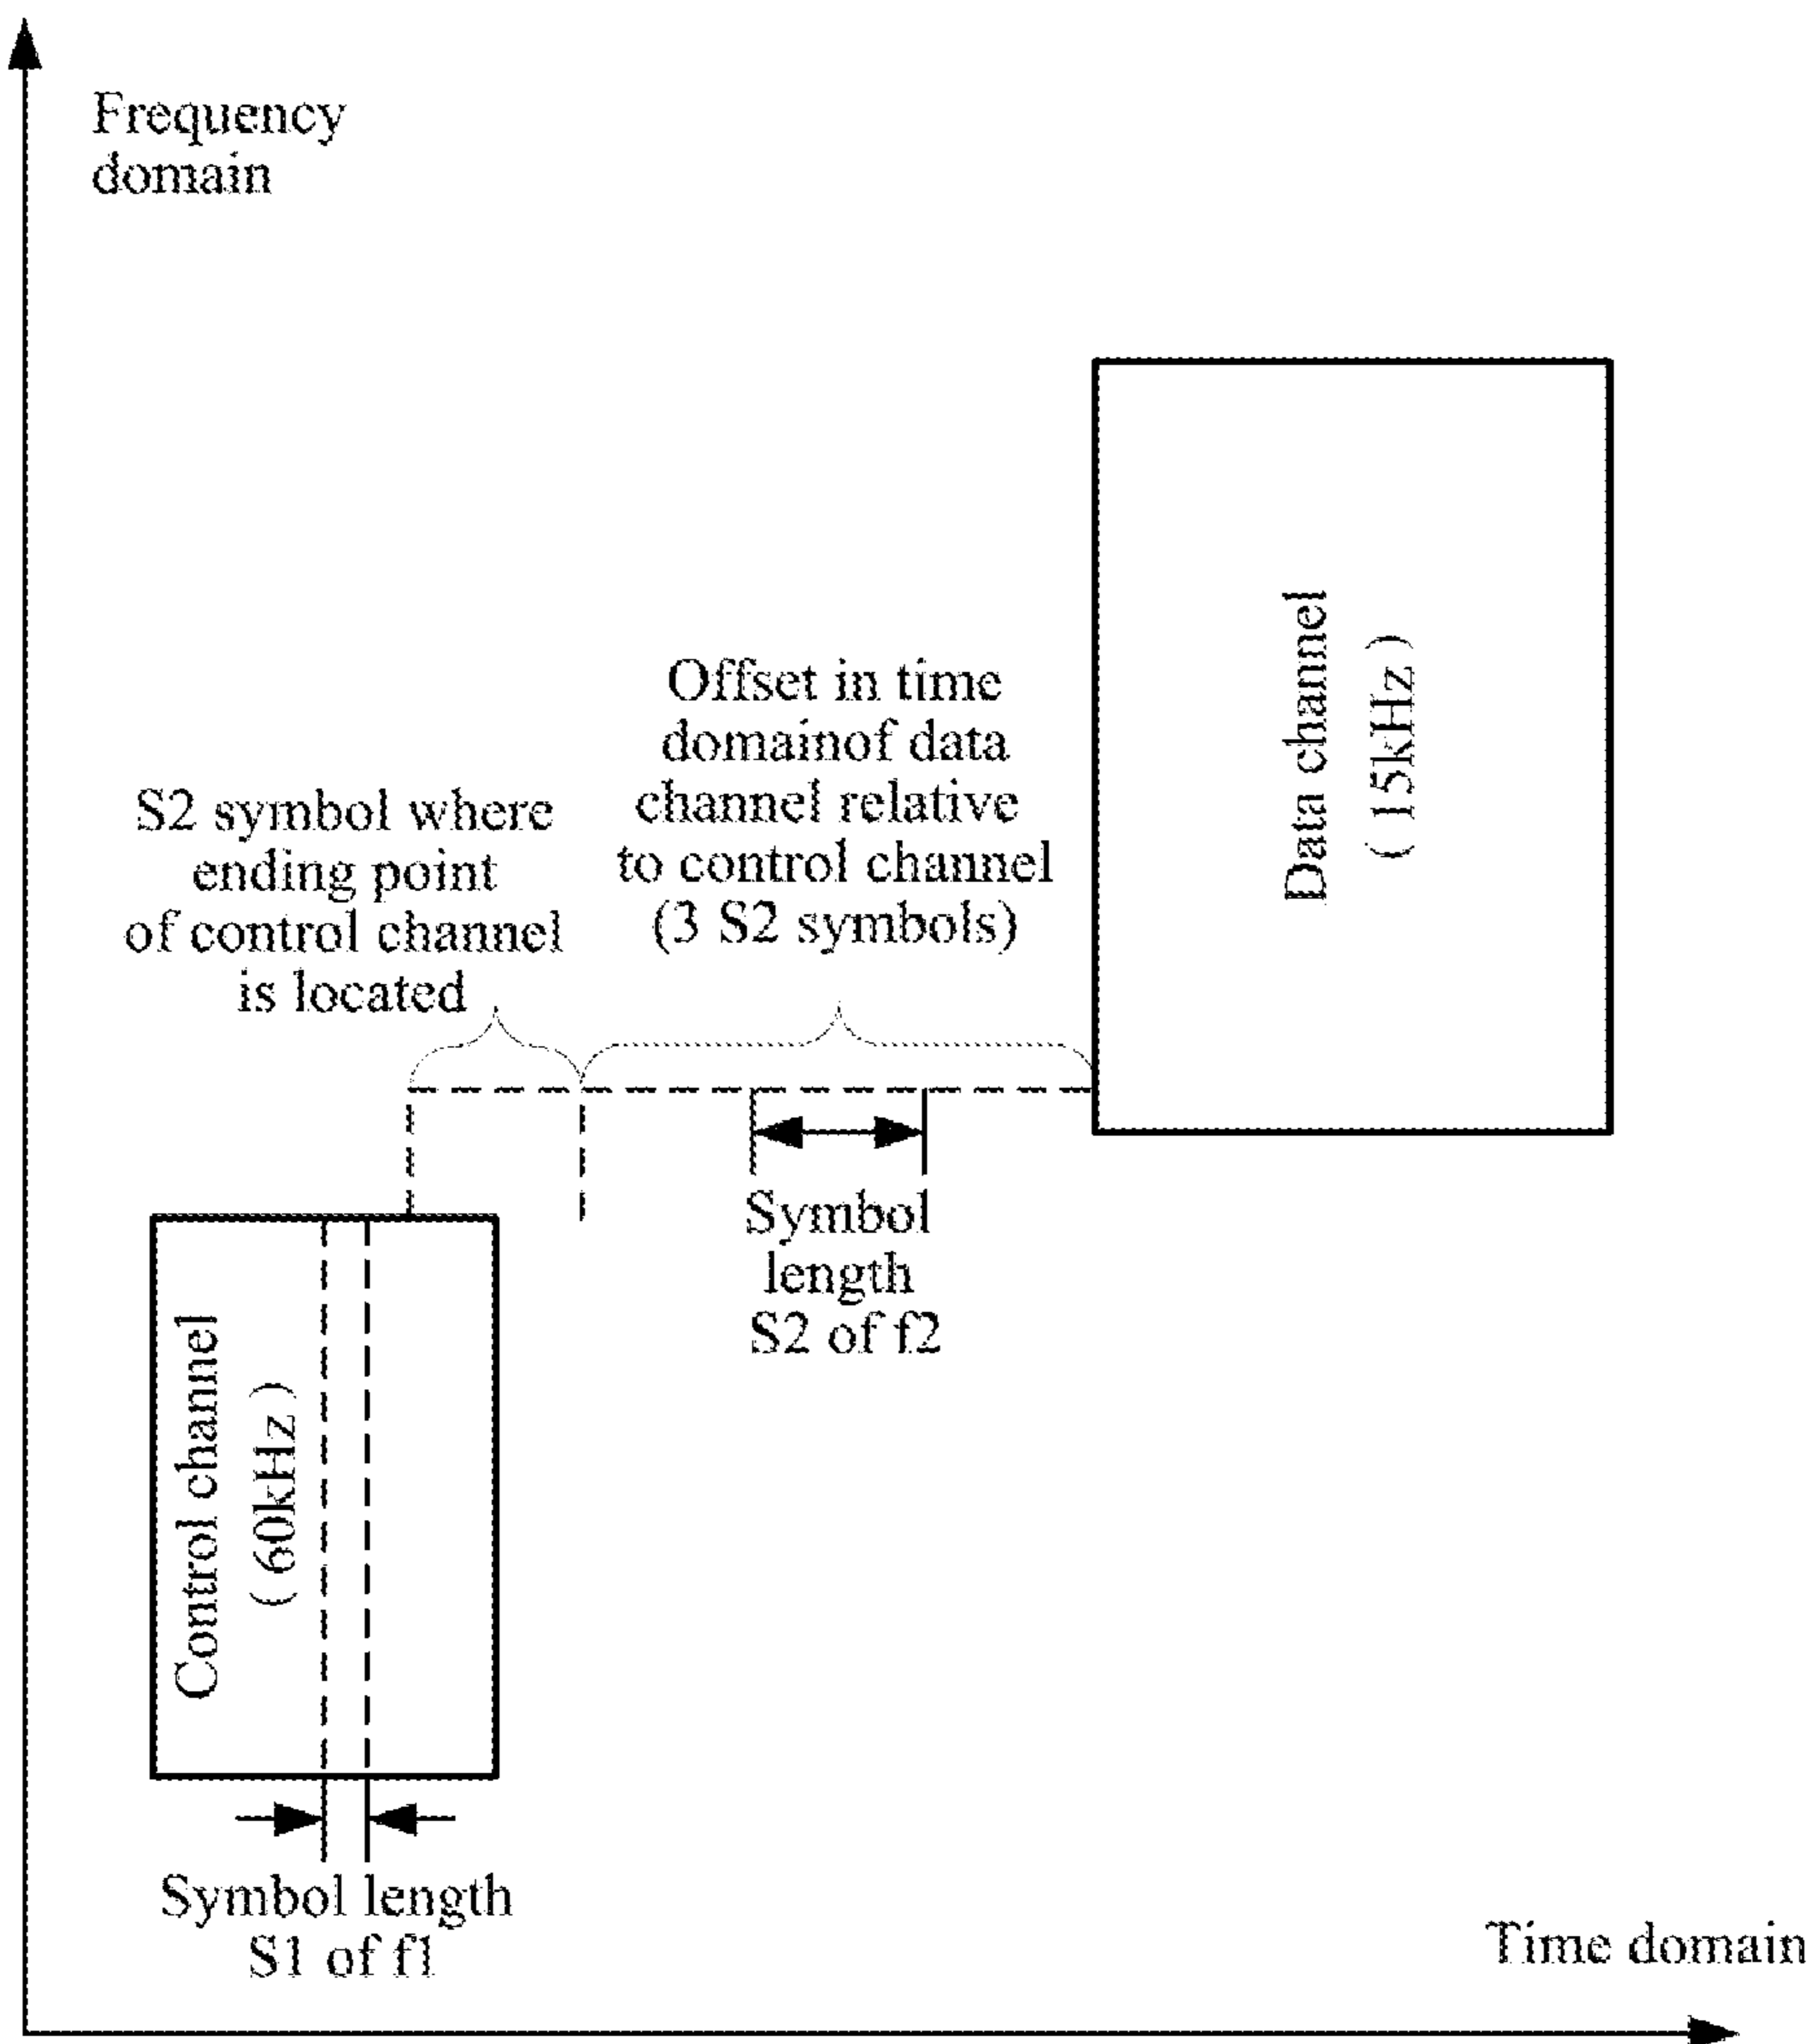 Frequency
domain
Offset in time
domainof data
channel relative
to control channel
(3 S2 symbols)
S2 symbol where
ending point
of control channel
is located
Data channel
( 15kHz )
Symbol
length
S2 of f2
Control channel
( 60kHz )
Symbol length
S1 of f1
Time domain